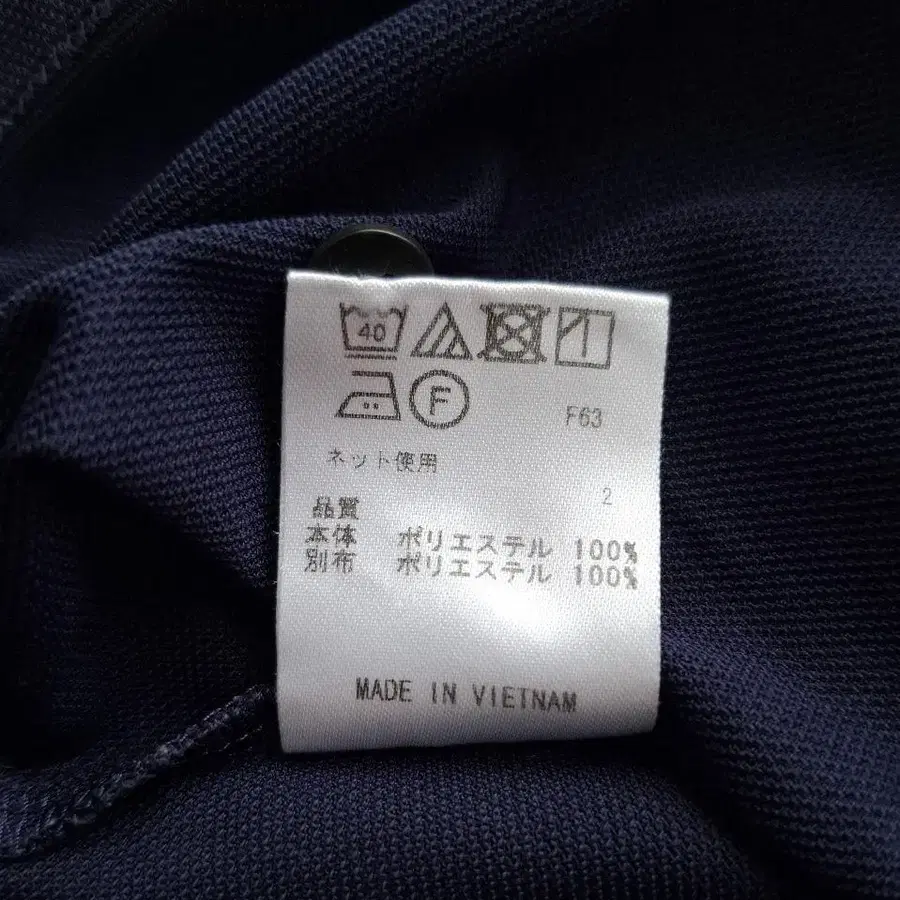 40
F
F63
ネット使用
2
品質
本体 ポリエステル 100%
別布 ポリエステル 100%
MADE IN VIETNAM